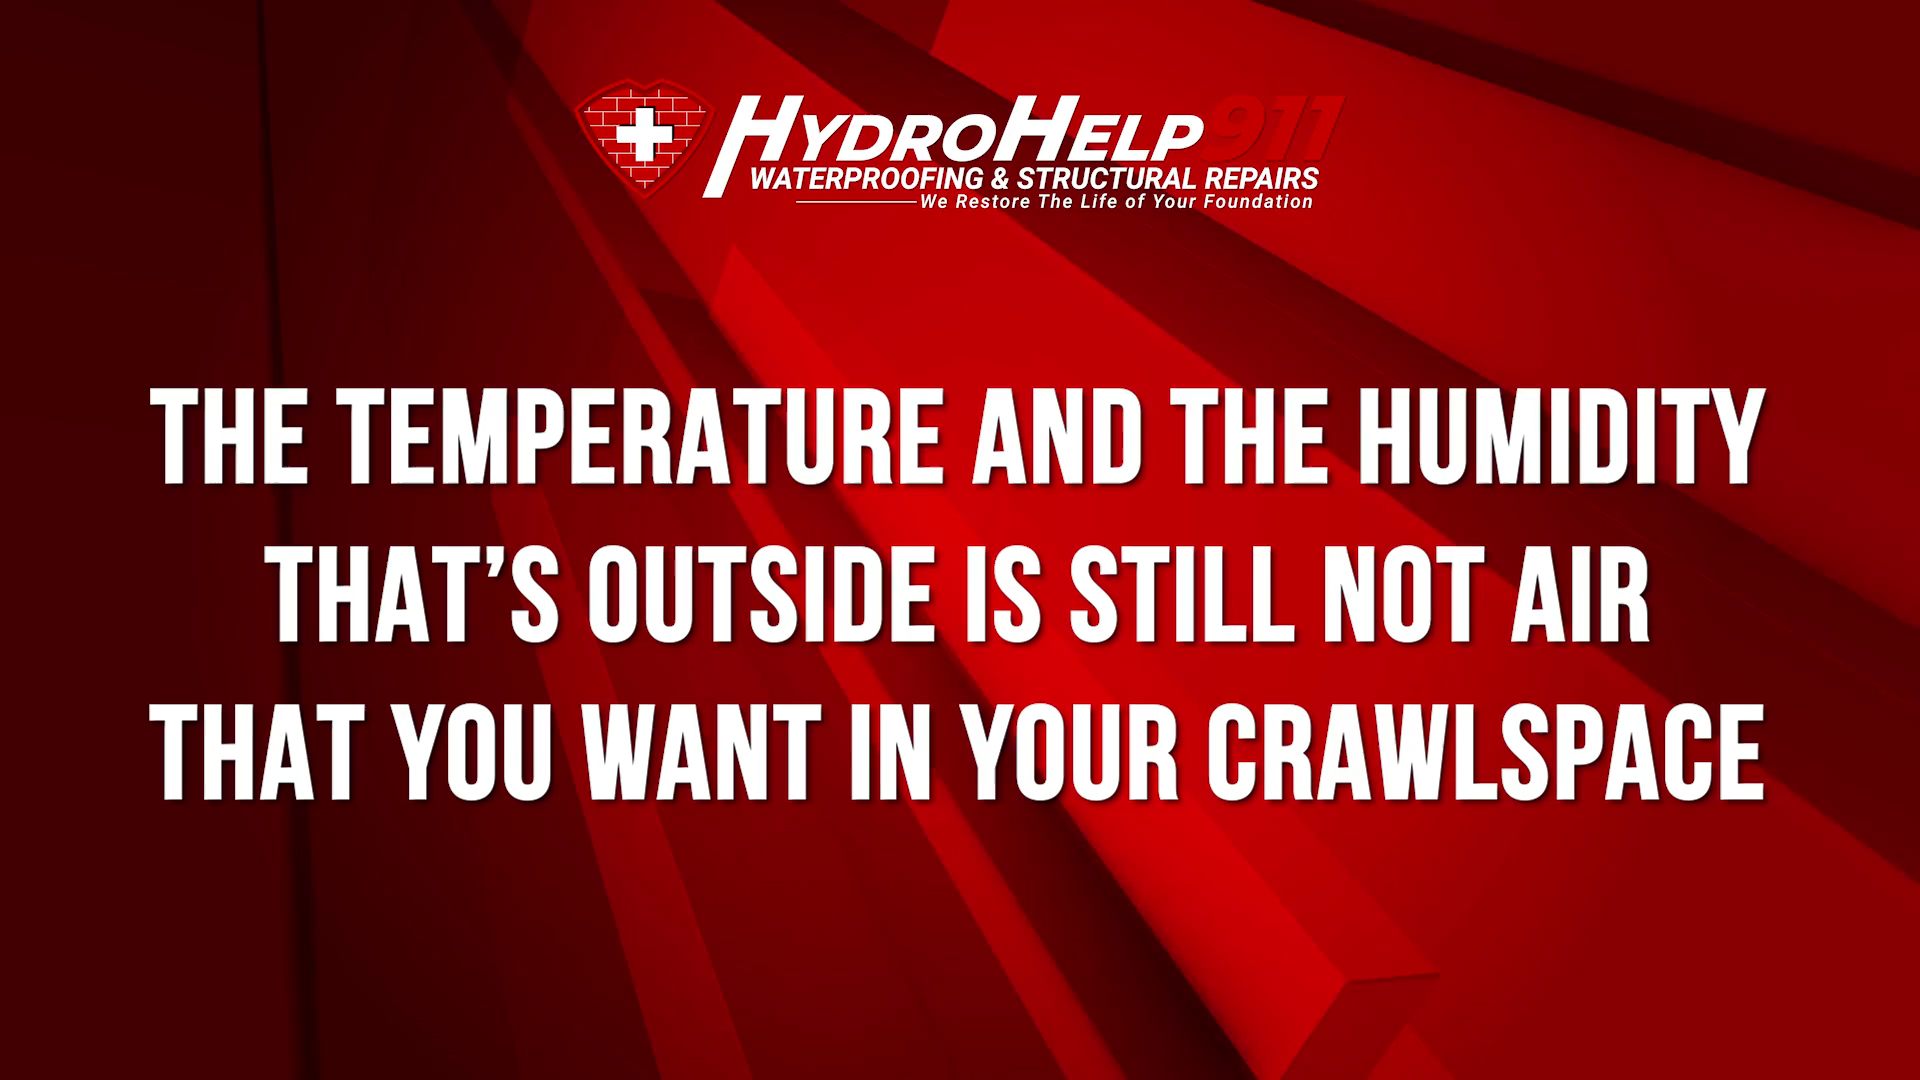 HYDROHELP911
WATERPROOFING & STRUCTURAL REPAIRS
We Restore The Life of Your Foundation
THE TEMPERATURE AND THE HUMIDITY
THAT’S OUTSIDE IS STILL NOT AIR
THAT YOU WANT IN YOUR CRAWLSPACE